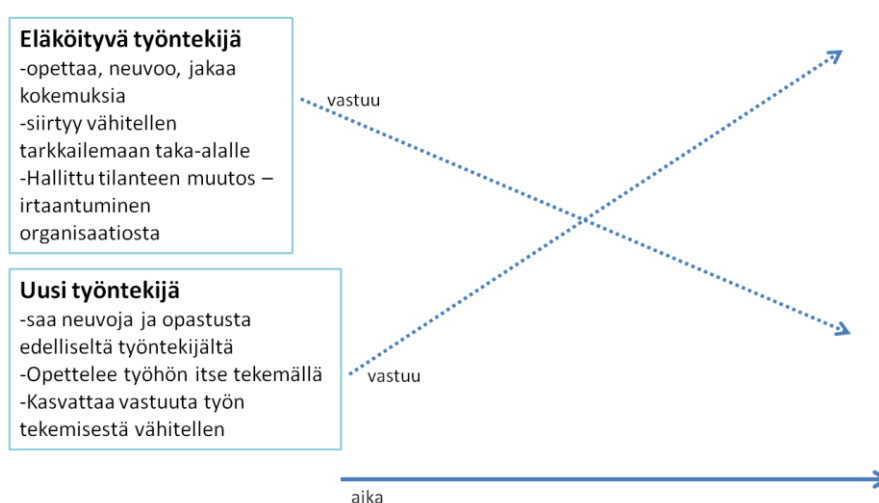 Eläköityvä työntekijä
-opettaa, neuvoo, jakaa
kokemuksia
-siirtyy vähitellen
tarkkailemaan taka-alalle
-Hallittu tilanteen muutos –
irtaantuminen
organisaatiosta
vastuu
Uusi työntekijä
-saa neuvoja ja opastusta
edelliseltä työntekijältä
-Opettelee työhön itse tekemällä
-Kasvattaa vastuuta työn
tekemisestä vähitellen
vastuu
aika